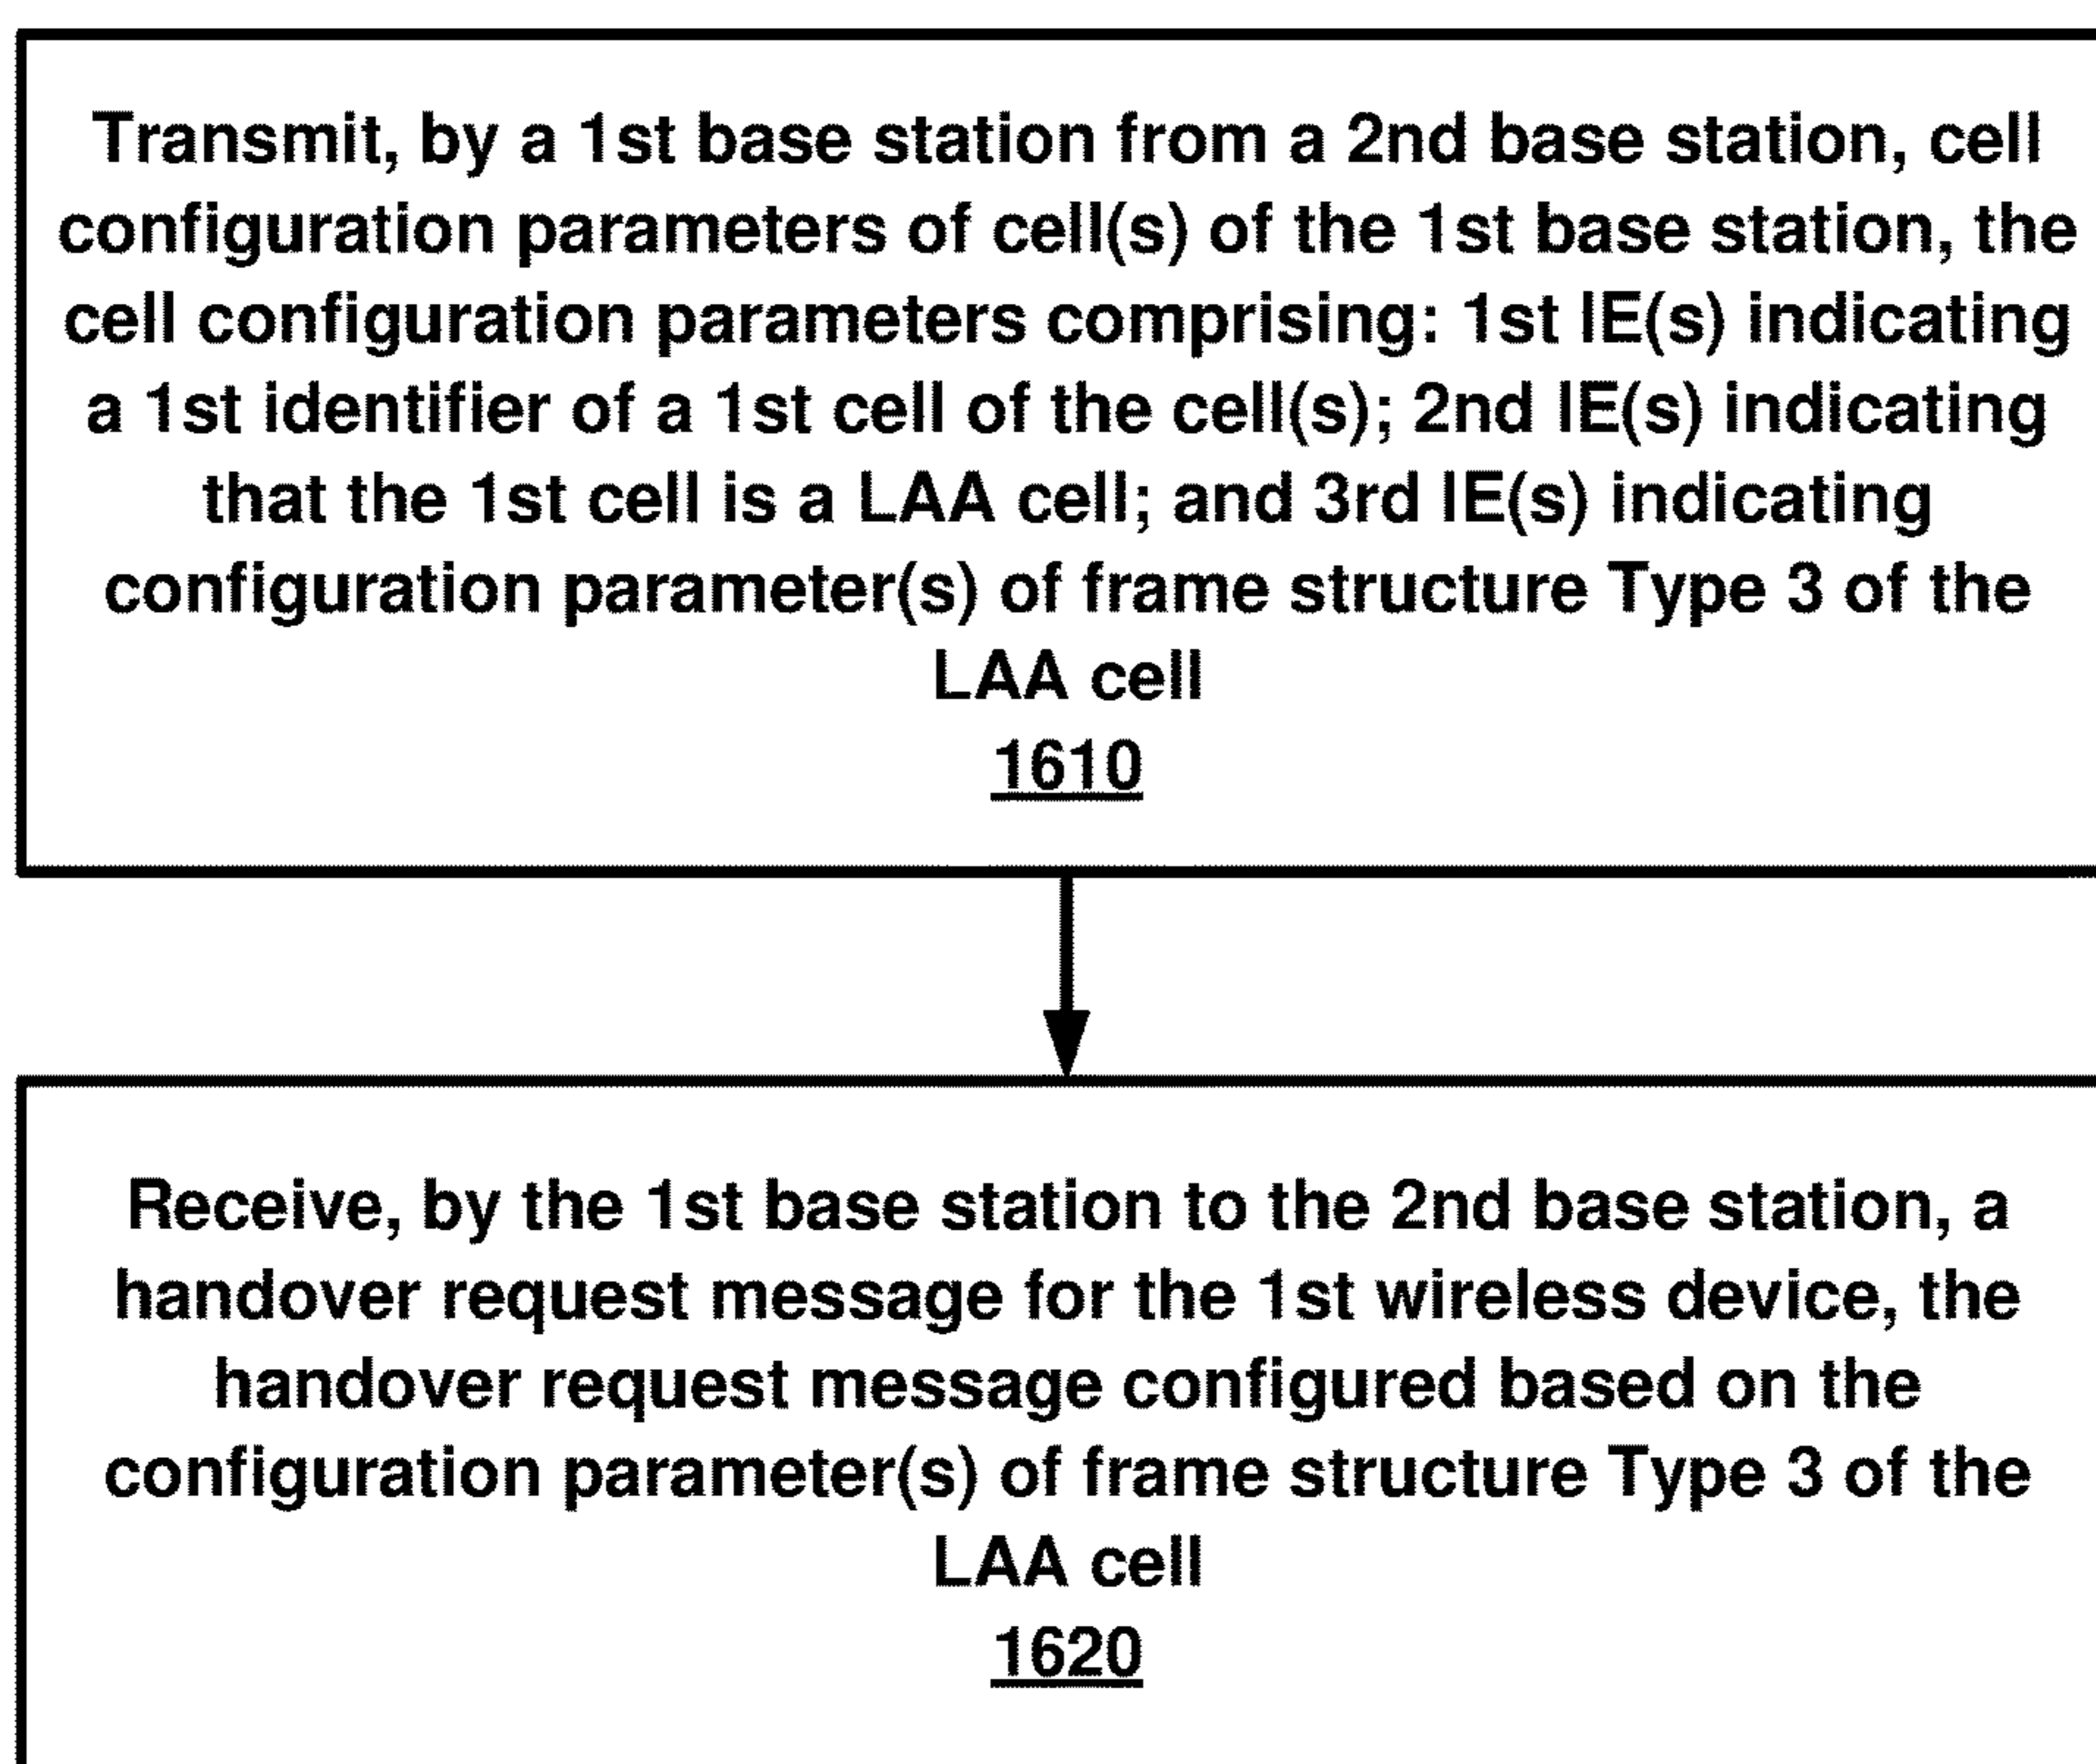 Transmit, by a 1st base station from a 2nd base station, cell
configuration parameters of cell(s) of the 1st base station, the
cell configuration parameters comprising: 1st IE(s) indicating
a 1st identifier of a 1st cell of the cell(s); 2nd IE(s) indicating
that the 1st cell is a LAA cell; and 3rd IE(s) indicating
configuration parameter(s) of frame structure Type 3 of the
LAA cell
1610
Receive, by the 1st base station to the 2nd base station, a
handover request message for the 1st wireless device, the
handover request message configured based on the
configuration parameter(s) of frame structure Type 3 of the
LAA cell
1620